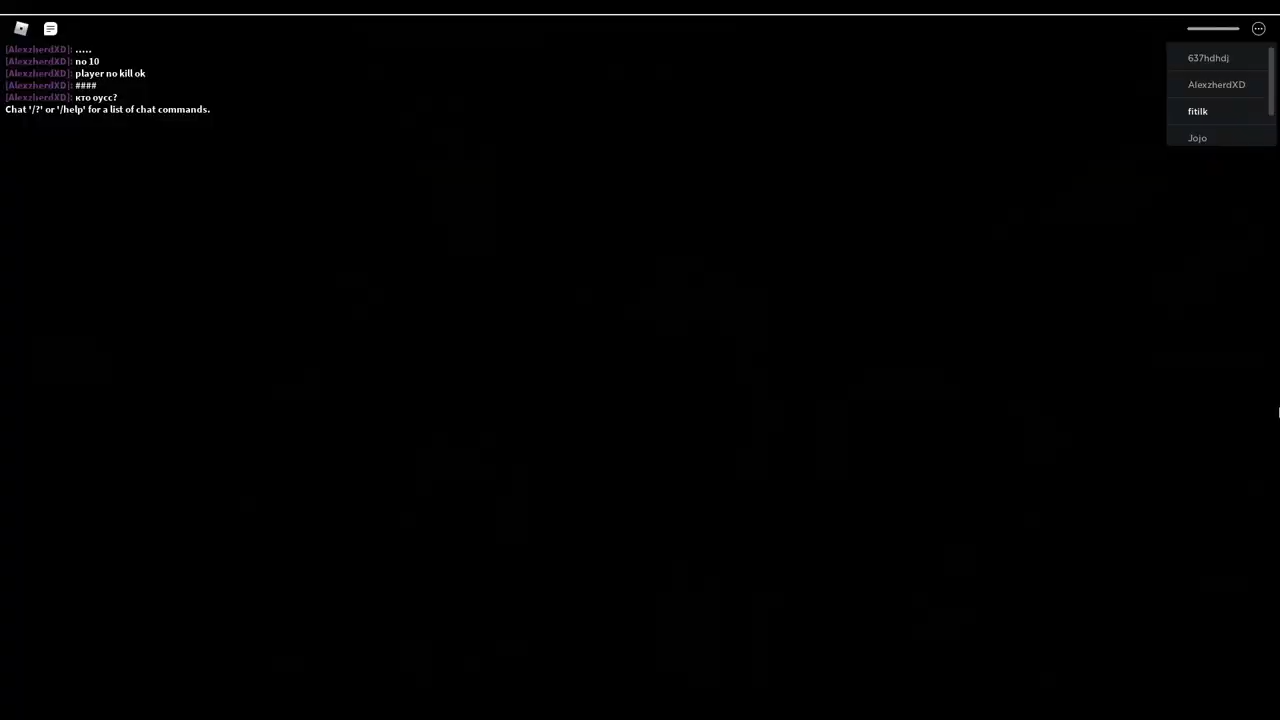 [AlexzherdXD]: .....
[AlexzherdXD]: no 10
[AlexzherdXD]: player no kill ok
[AlexzherdXD]: ####
[AlexzherdXD]: кто оусс?
Chat '/?' or '/help' for a list of chat commands.
637hdhdj
AlexzherdXD
fitilk
Jojo